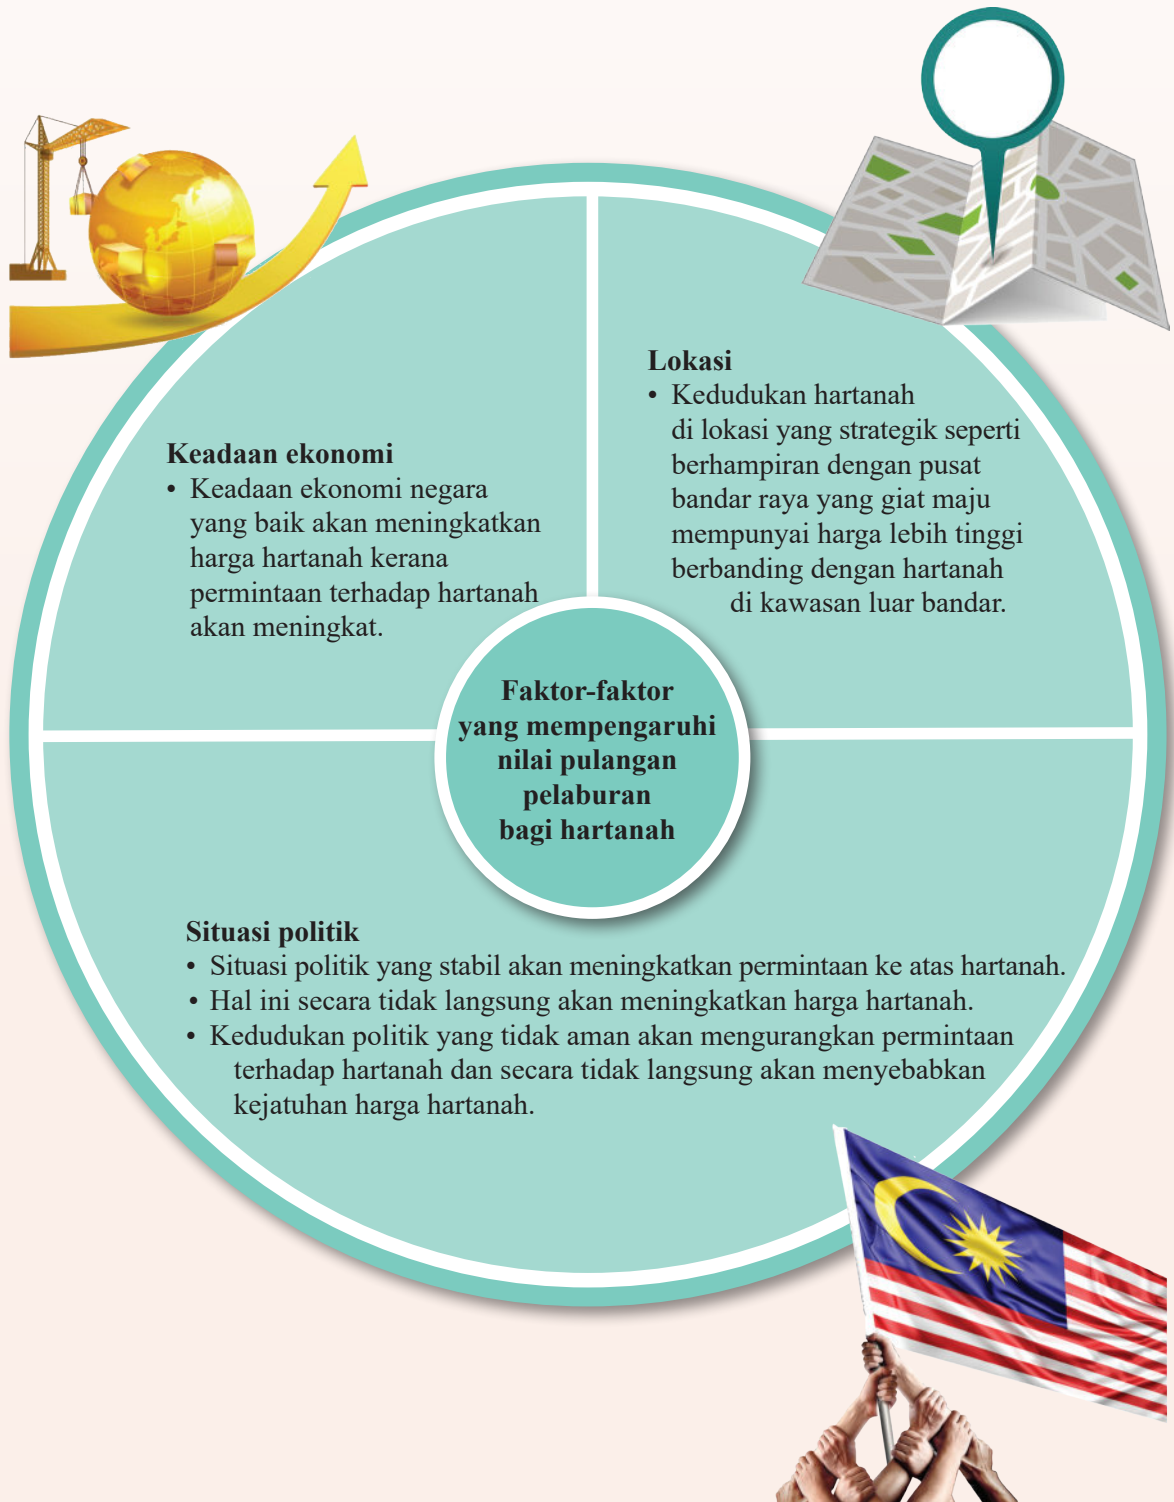 Keadaan ekonomi
• Keadaan ekonomi negara
yang baik akan meningkatkan
harga hartanah kerana
permintaan terhadap hartanah
akan meningkat.
Lokasi
• Kedudukan hartanah
di lokasi yang strategik seperti
berhampiran dengan pusat
bandar raya yang giat maju
mempunyai harga lebih tinggi
berbanding dengan hartanah
di kawasan luar bandar.
Faktor-faktor
yang mempengaruhi
nilai pulangan
pelaburan
bagi hartanah
Situasi politik
• Situasi politik yang stabil akan meningkatkan permintaan ke atas hartanah.
• Hal ini secara tidak langsung akan meningkatkan harga hartanah.
• Kedudukan politik yang tidak aman akan mengurangkan permintaan
terhadap hartanah dan secara tidak langsung akan menyebabkan
kejatuhan harga hartanah.